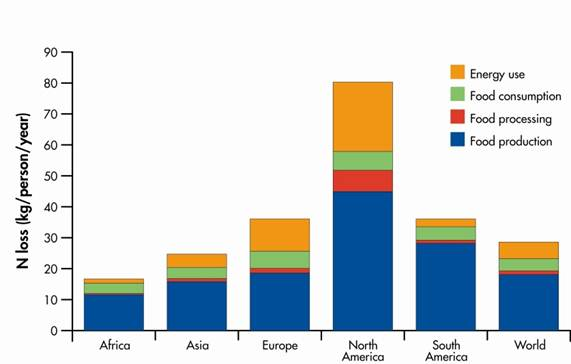 90
80
70
60
50
40
30
20
10
0
N loss (kg/person/year)
Energy use
Food consumption
Food processing
Food production
Africa
Asia
Europe
North
America
South
America
World